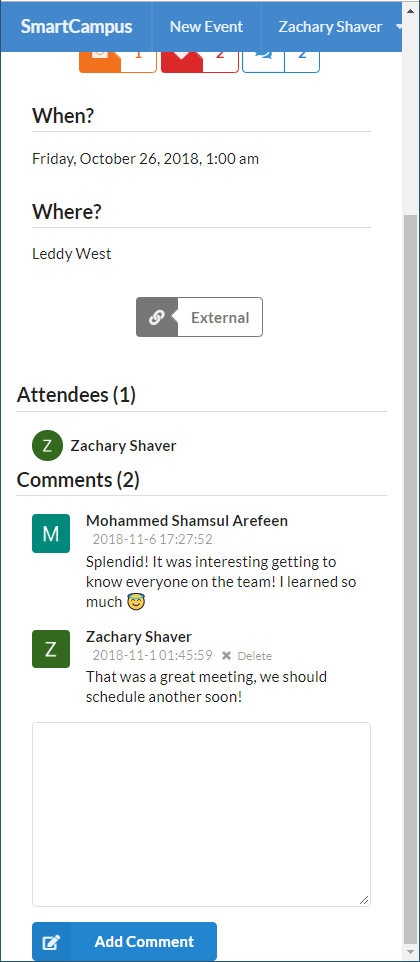 SmartCampus New Event Zachary Shaver
1 2 2
When?
Friday, October 26, 2018, 1:00 am
Where?
Leddy West
External
Attendees (1)
Z Zachary Shaver
Comments (2)
M Mohammed Shamsul Arefeen
2018-11-6 17:27:52
Splendid! It was interesting getting to
know everyone on the team! I learned so
much 😇
Z Zachary Shaver
2018-11-1 01:45:59 ✖ Delete
That was a great meeting, we should
schedule another soon!
Add Comment